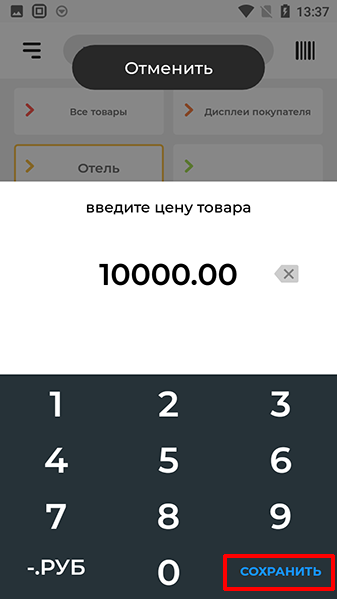 13:37
Отменить
Все товары
Дисплеи покупателя
Отель
введите цену товара
10000.00
1 2 3
4 5 6
7 8 9
-.РУБ 0 СОХРАНИТЬ